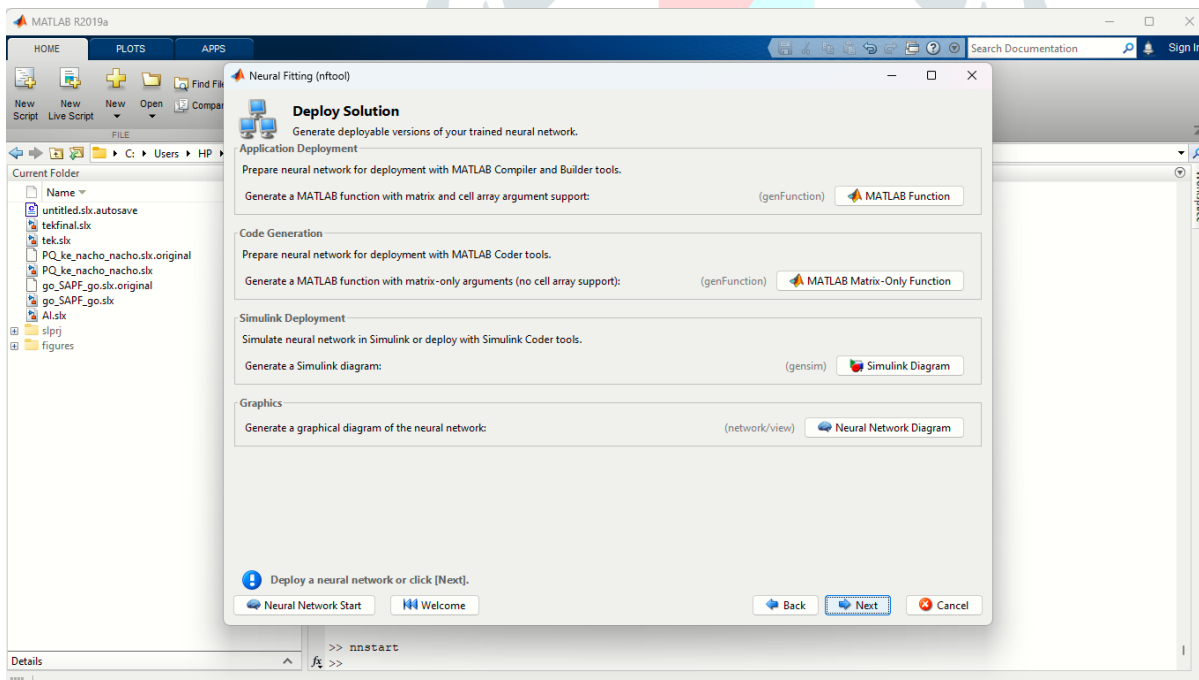 MATLAB R2019a
HOME PLOTS APPS Search Documentation Sign In
New Script New Live Script New Open Find File Compar
FILE
C: Users HP
Current Folder
Name
untitled.slx.autosave
tekfinal.slx
tek.slx
PQ_ke_nacho_nacho.slx.original
PQ_ke_nacho_nacho.slx
go_SAPF_go.slx.original
go_SAPF_go.slx
AI.slx
slprj
figures
Details
Neural Fitting (nftool)
Deploy Solution
Generate deployable versions of your trained neural network.
Application Deployment
Prepare neural network for deployment with MATLAB Compiler and Builder tools.
Generate a MATLAB function with matrix and cell array argument support: (genFunction) MATLAB Function
Code Generation
Prepare neural network for deployment with MATLAB Coder tools.
Generate a MATLAB function with matrix-only arguments (no cell array support): (genFunction) MATLAB Matrix-Only Function
Simulink Deployment
Simulate neural network in Simulink or deploy with Simulink Coder tools.
Generate a Simulink diagram: (gensim) Simulink Diagram
Graphics
Generate a graphical diagram of the neural network: (network/view) Neural Network Diagram
Deploy a neural network or click [Next].
Neural Network Start Welcome Back Next Cancel
>> nnstart
fx >>